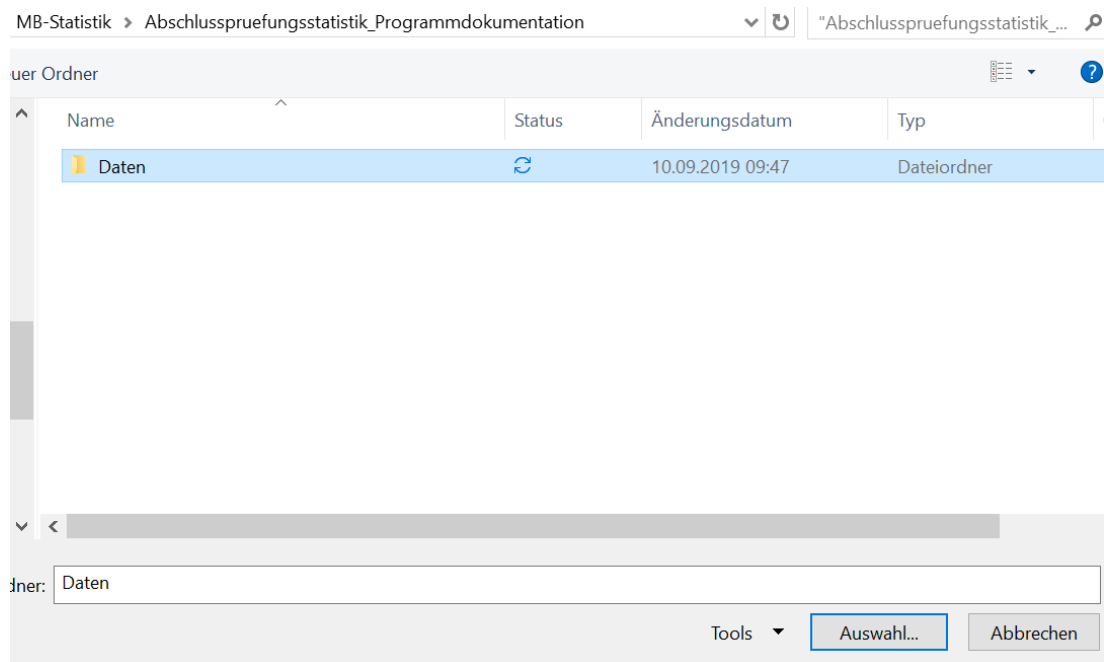 MB-Statistik > Abschlusspruefungsstatistik_Programmdokumentation "Abschlusspruefungsstatistik_...
uer Ordner ?
Name Status Änderungsdatum Typ
Daten 10.09.2019 09:47 Dateiordner
dner: Daten
Tools Auswahl... Abbrechen